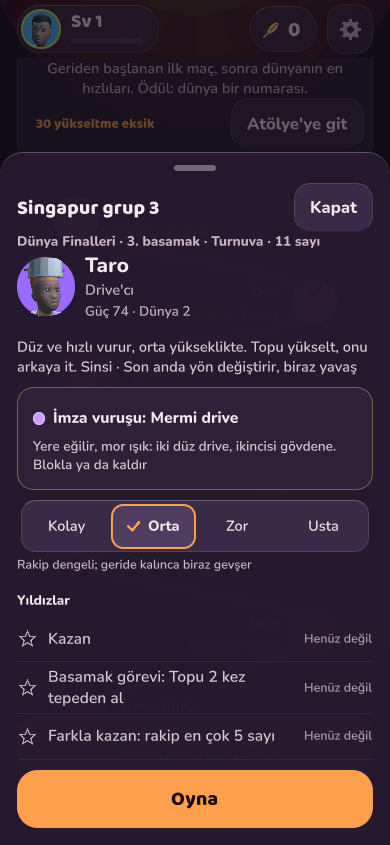 Sv 1
0
Geriden başlanan ilk maç, sonra dünyanın en
hızlıları. Ödül: dünya bir numarası.
30 yükseltme eksik
Atölye'ye git
Singapur grup 3
Kapat
Dünya Finalleri · 3. basamak · Turnuva · 11 sayı
Taro
Drive'cı
Güç 74 · Dünya 2
Düz ve hızlı vurur, orta yükseklikte. Topu yükselt, onu
arkaya it. Sinsi · Son anda yön değiştirir, biraz yavaş
İmza vuruşu: Mermi drive
Yere eğilir, mor ışık: iki düz drive, ikincisi gövdene.
Blokla ya da kaldır
Kolay
Orta
Zor
Usta
Rakip dengeli; geride kalınca biraz gevşer
Yıldızlar
Kazan
Henüz değil
Basamak görevi: Topu 2 kez
tepeden al
Henüz değil
Farkla kazan: rakip en çok 5 sayı
Henüz değil
Oyna